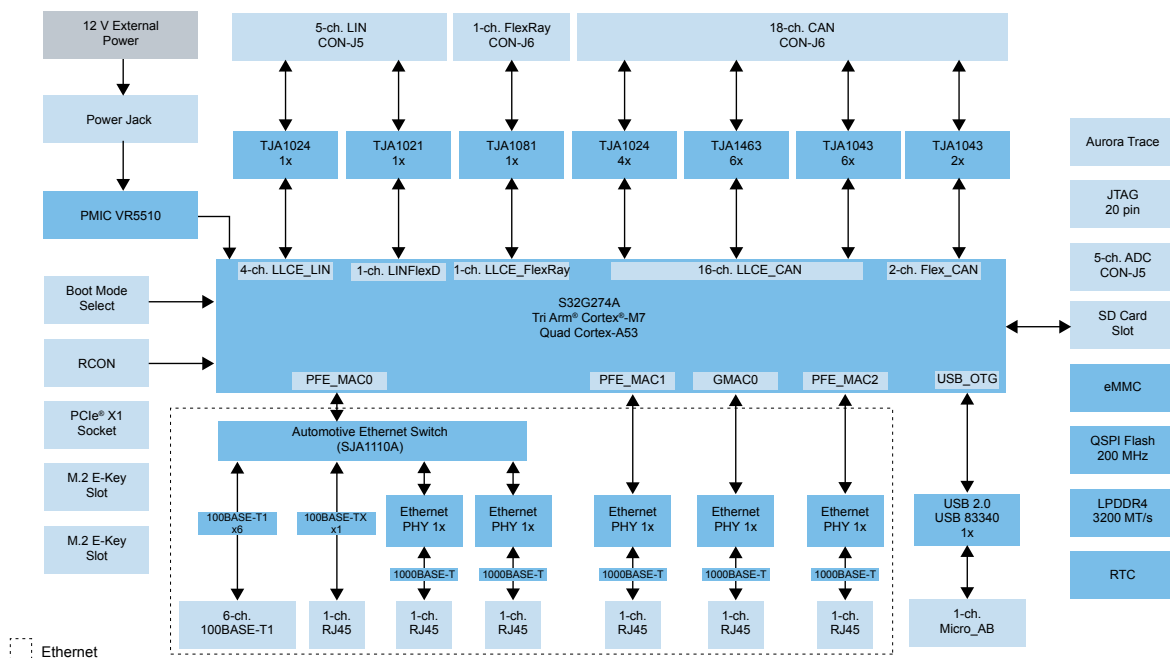 12 V External
Power
5-ch. LIN
CON-J5
1-ch. FlexRay
CON-J6
18-ch. CAN
CON-J6
Power Jack
TJA1024
1x
TJA1021
1x
TJA1081
1x
TJA1024
4x
TJA1463
6x
TJA1043
6x
TJA1043
2x
Aurora Trace
PMIC VR5510
JTAG
20 pin
4-ch. LLCE_LIN
1-ch. LINFlexD
1-ch. LLCE_FlexRay
16-ch. LLCE_CAN
2-ch. Flex_CAN
5-ch. ADC
CON-J5
Boot Mode
Select
S32G274A
Tri Arm® Cortex®-M7
Quad Cortex-A53
SD Card
Slot
RCON
PFE_MAC0
PFE_MAC1
GMAC0
PFE_MAC2
USB_OTG
eMMC
PCIe® X1
Socket
Automotive Ethernet Switch
(SJA1110A)
QSPI Flash
200 MHz
M.2 E-Key
Slot
100BASE-T1
x6
100BASE-TX
x1
Ethernet
PHY 1x
Ethernet
PHY 1x
Ethernet
PHY 1x
Ethernet
PHY 1x
Ethernet
PHY 1x
USB 2.0
USB 83340
1x
LPDDR4
3200 MT/s
M.2 E-Key
Slot
1000BASE-T
1000BASE-T
1000BASE-T
1000BASE-T
1000BASE-T
RTC
6-ch.
100BASE-T1
1-ch.
RJ45
1-ch.
RJ45
1-ch.
RJ45
1-ch.
RJ45
1-ch.
RJ45
1-ch.
RJ45
1-ch.
Micro_AB
Ethernet